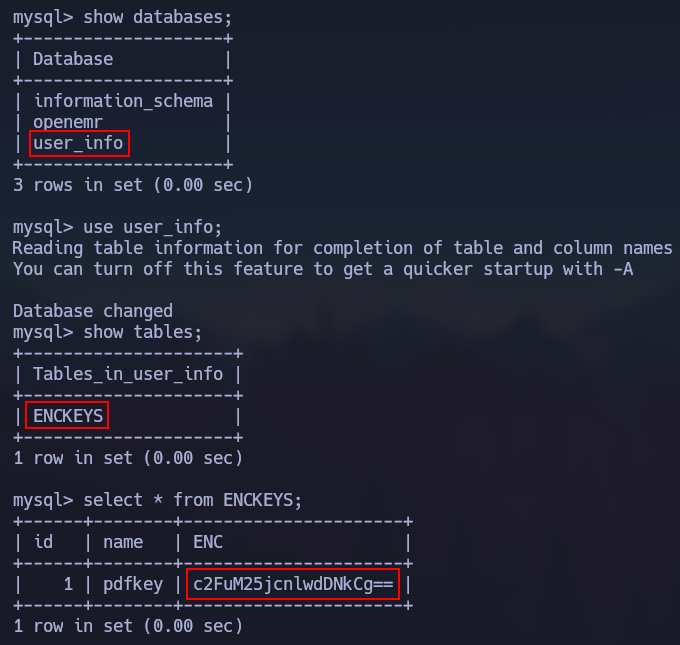 mysql> show databases;
+--------------------+
| Database           |
+--------------------+
| information_schema |
| openemr            |
| user_info          |
+--------------------+
3 rows in set (0.00 sec)

mysql> use user_info;
Reading table information for completion of table and column names
You can turn off this feature to get a quicker startup with -A

Database changed
mysql> show tables;
+---------------------+
| Tables_in_user_info |
+---------------------+
| ENCKEYS             |
+---------------------+
1 row in set (0.00 sec)

mysql> select * from ENCKEYS;
+------+--------+----------------------+
| id   | name   | ENC                  |
+------+--------+----------------------+
|    1 | pdfkey | c2FuM25jcnlwdDNkCg== |
+------+--------+----------------------+
1 row in set (0.00 sec)